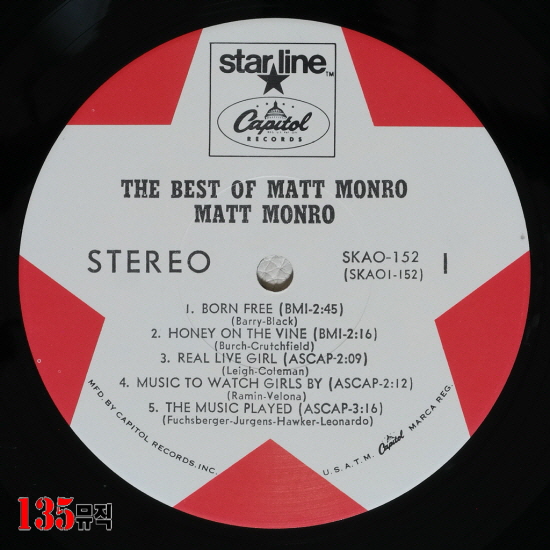 starline™
Capitol
RECORDS
THE BEST OF MATT MONRO
MATT MONRO
STEREO
SKAO-152
(SKAO1-152)
1
1. BORN FREE (BMI-2:45)
(Barry-Black)
2. HONEY ON THE VINE (BMI-2:16)
(Burch-Crutchfield)
3. REAL LIVE GIRL (ASCAP-2:09)
(Leigh-Coleman)
4. MUSIC TO WATCH GIRLS BY (ASCAP-2:12)
(Ramin-Velona)
5. THE MUSIC PLAYED (ASCAP-3:16)
(Fuchsberger-Jurgens-Hawker-Leonardo)
MFD. BY CAPITOL RECORDS, INC.
U.S.A. T.M. Capitol MARCA REG.
135뮤직